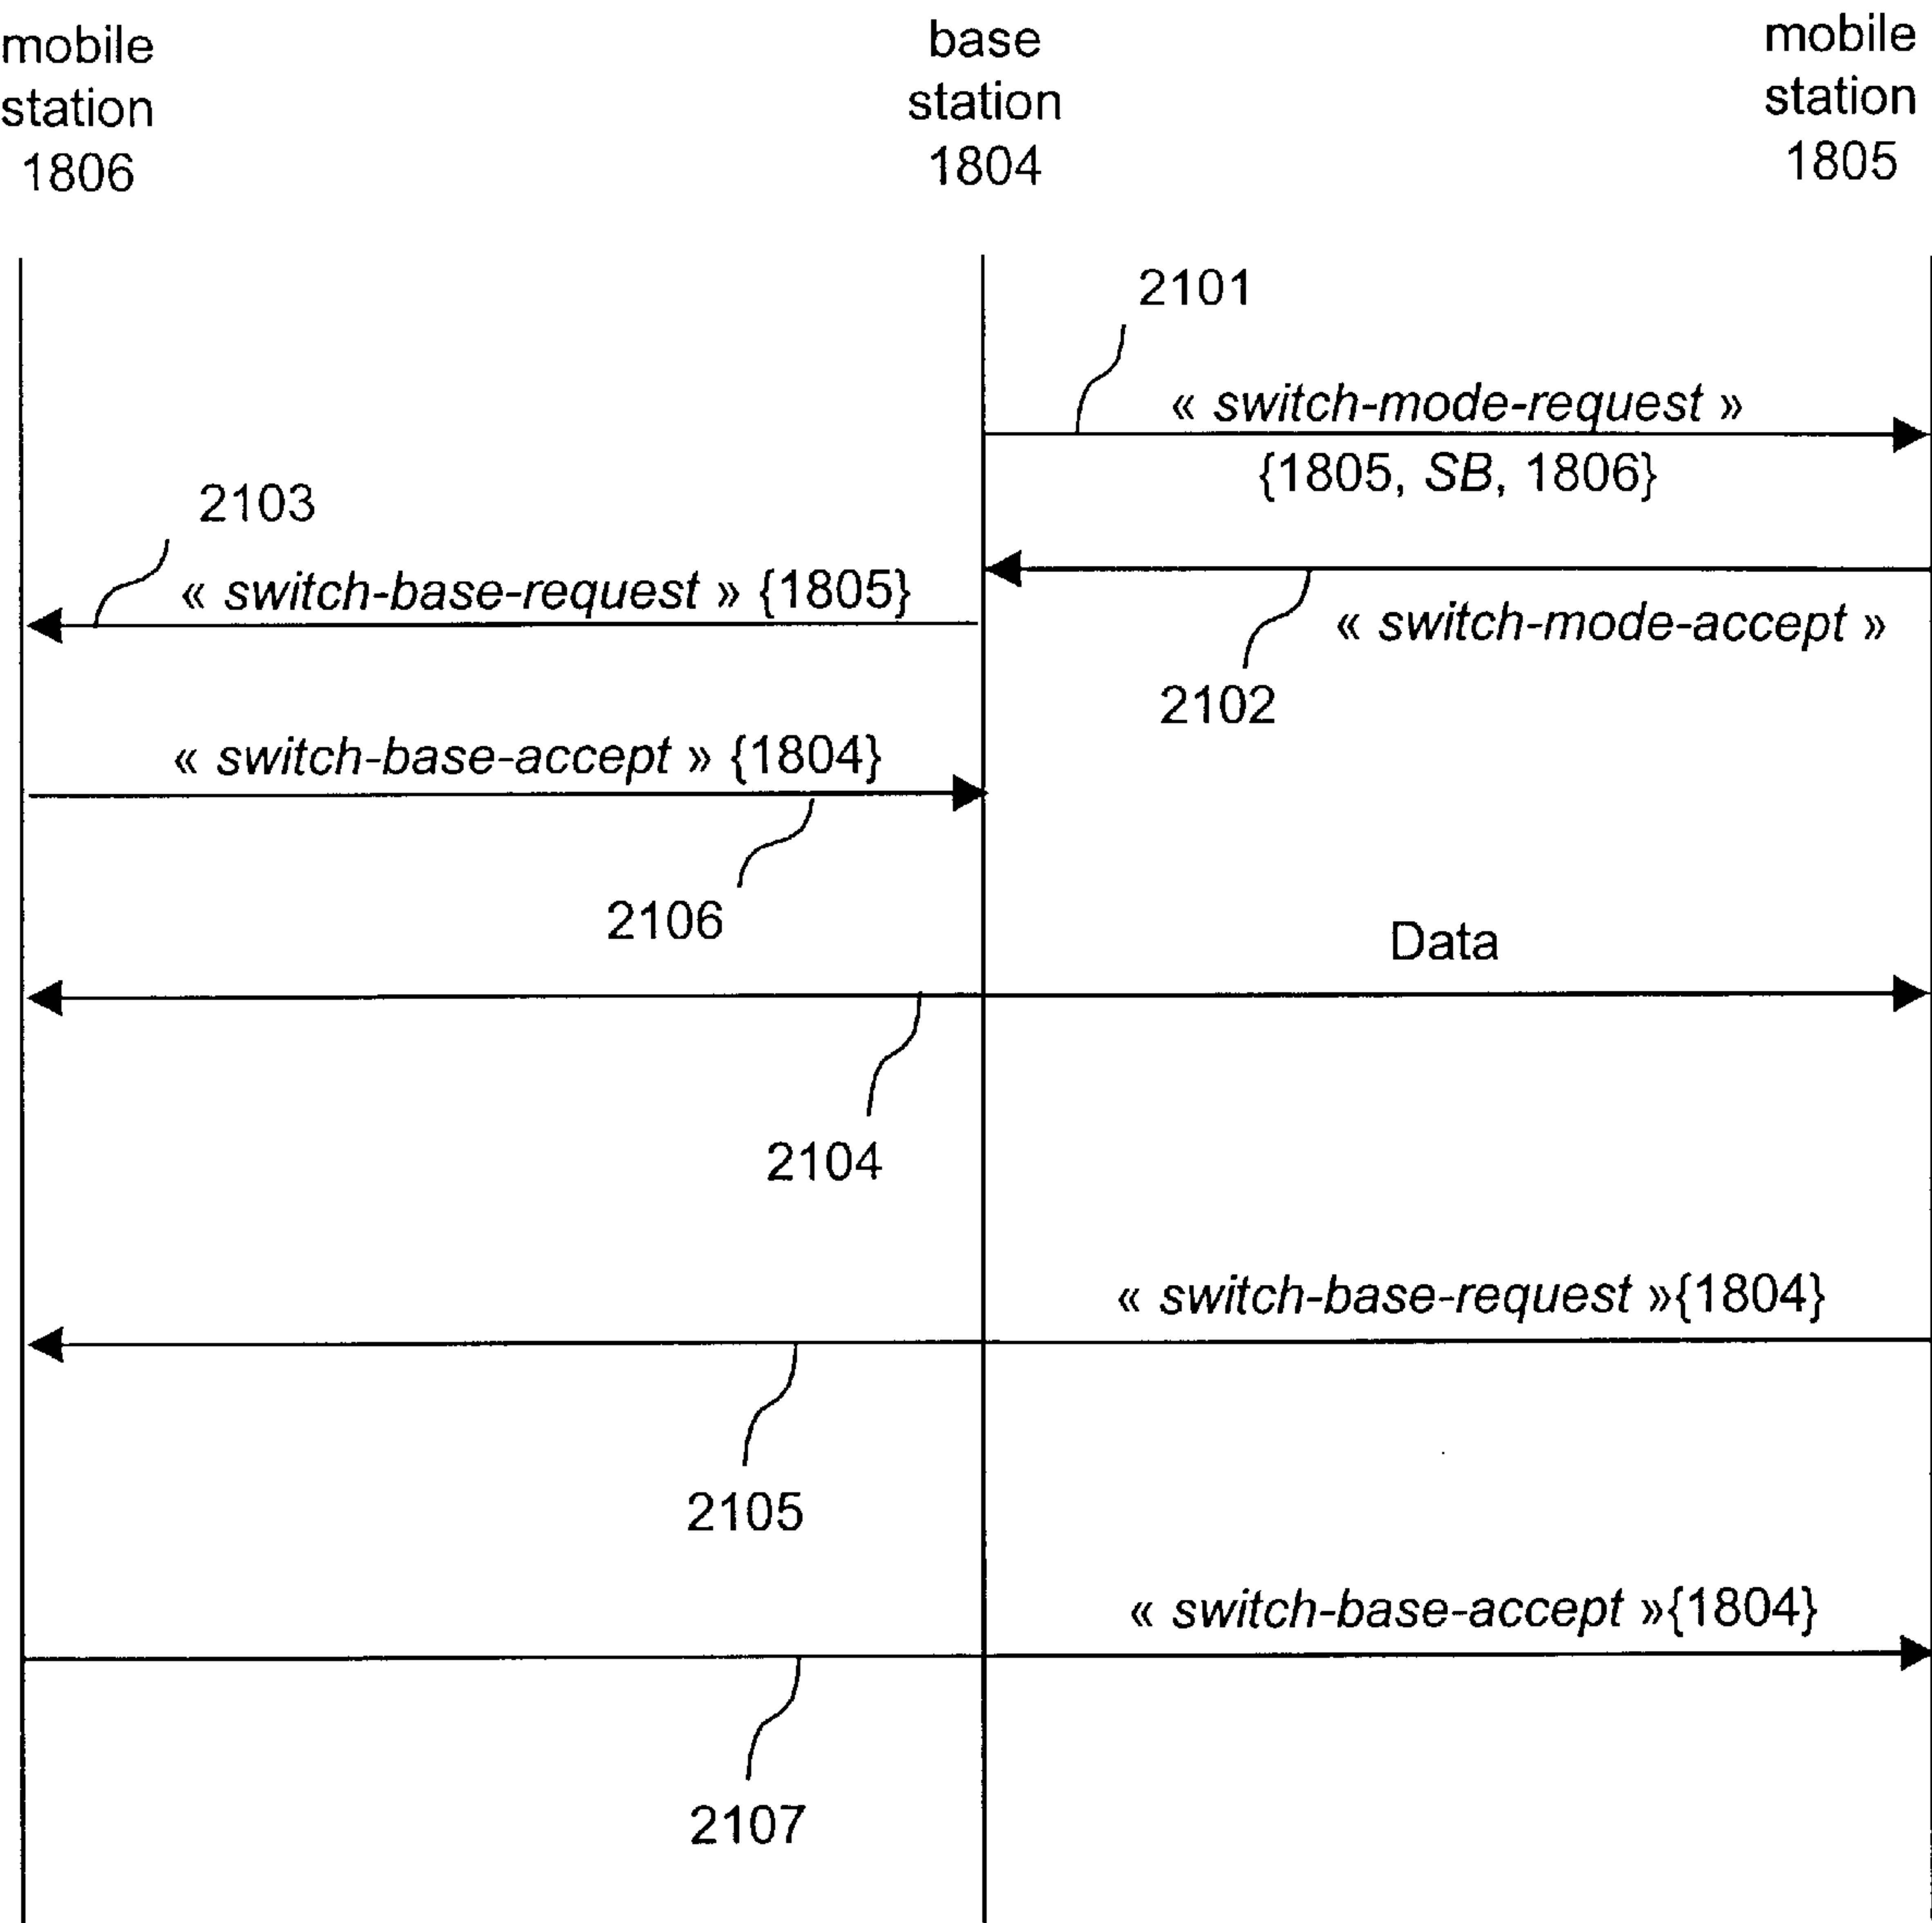 mobile
station
1806
base
station
1804
mobile
station
1805
2101
« switch-mode-request »
{1805, SB, 1806}
2103
« switch-base-request » {1805}
« switch-mode-accept »
2102
« switch-base-accept » {1804}
2106
Data
2104
« switch-base-request »{1804}
2105
« switch-base-accept »{1804}
2107